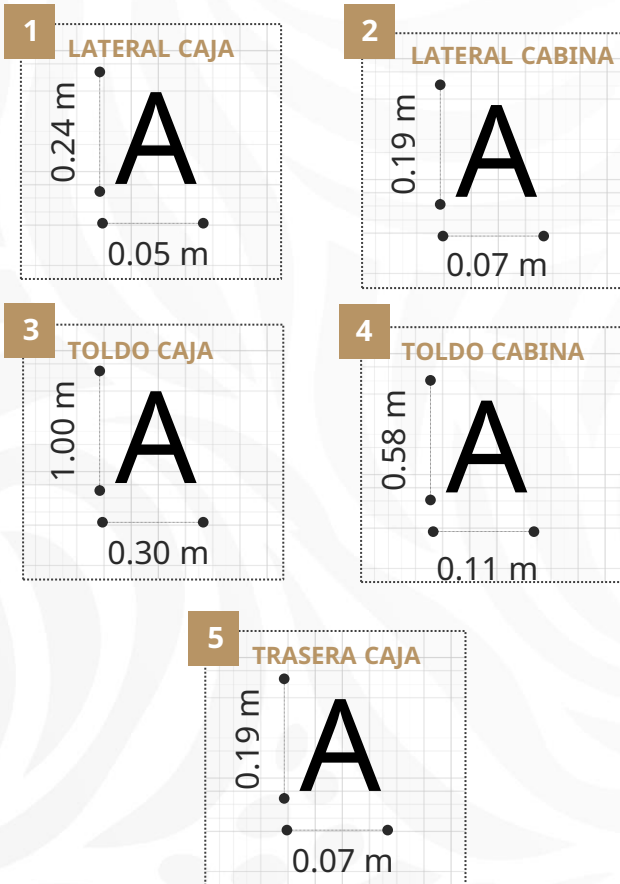 1
LATERAL CAJA
0.24 m
A
0.05 m
2
LATERAL CABINA
0.19 m
A
0.07 m
3
TOLDO CAJA
1.00 m
A
0.30 m
4
TOLDO CABINA
0.58 m
A
0.11 m
5
TRASERA CAJA
0.19 m
A
0.07 m